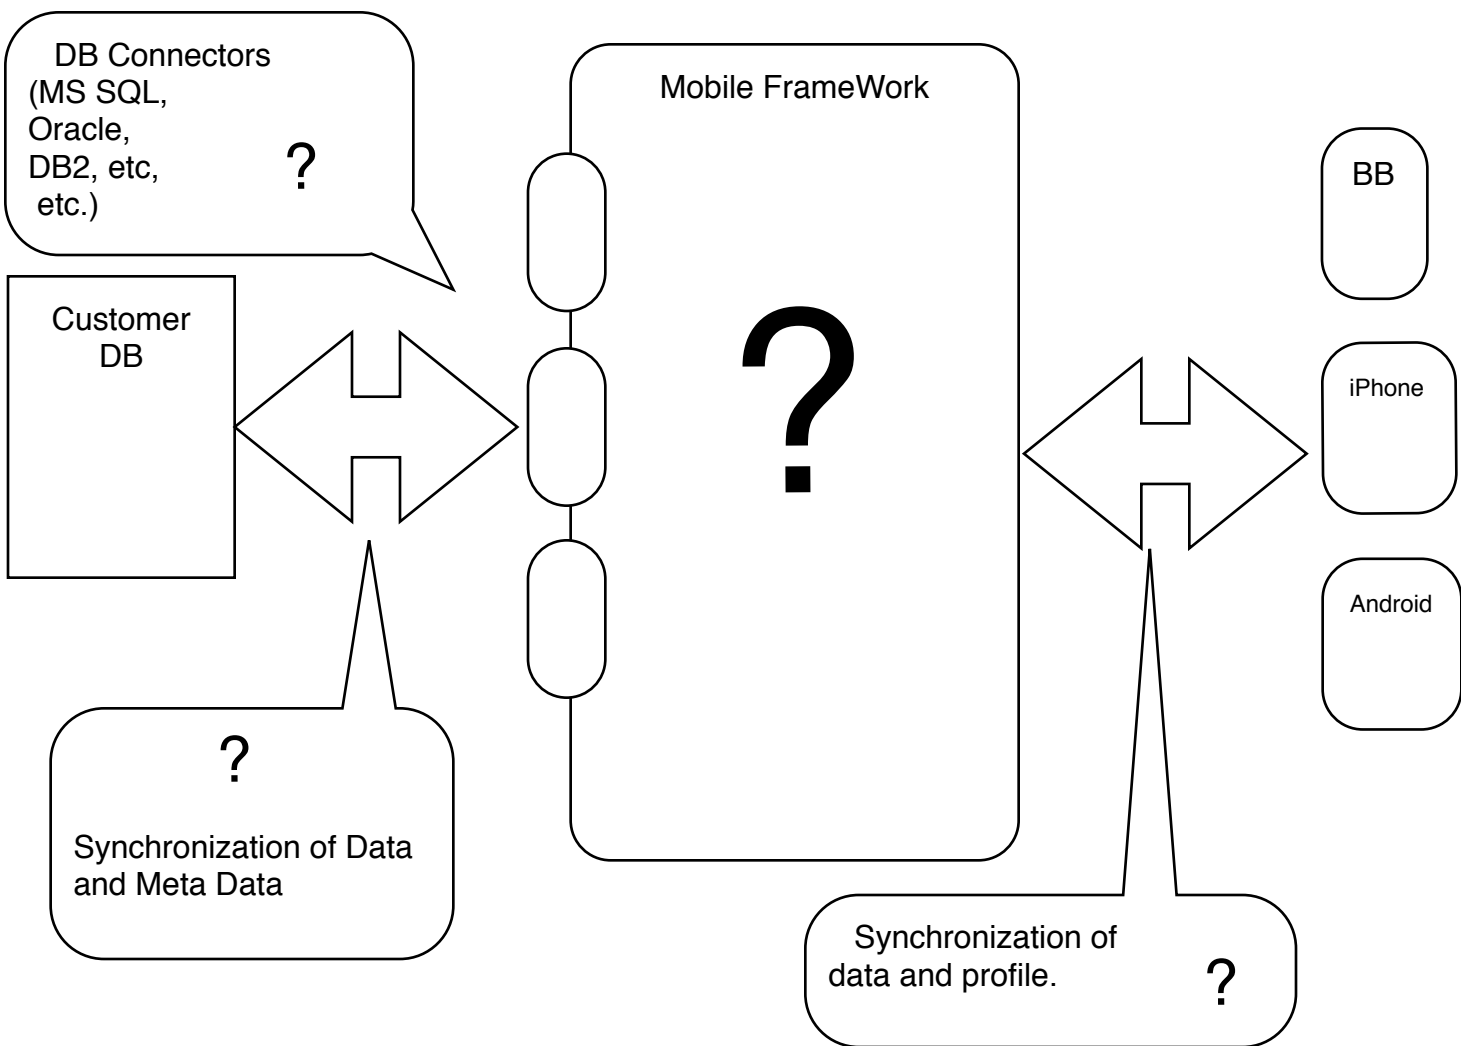 DB Connectors
(MS SQL,
Oracle,
DB2, etc,
etc.)
?
Customer
DB
Mobile FrameWork
?
BB
iPhone
Android
?
Synchronization of Data
and Meta Data
Synchronization of
data and profile.
?